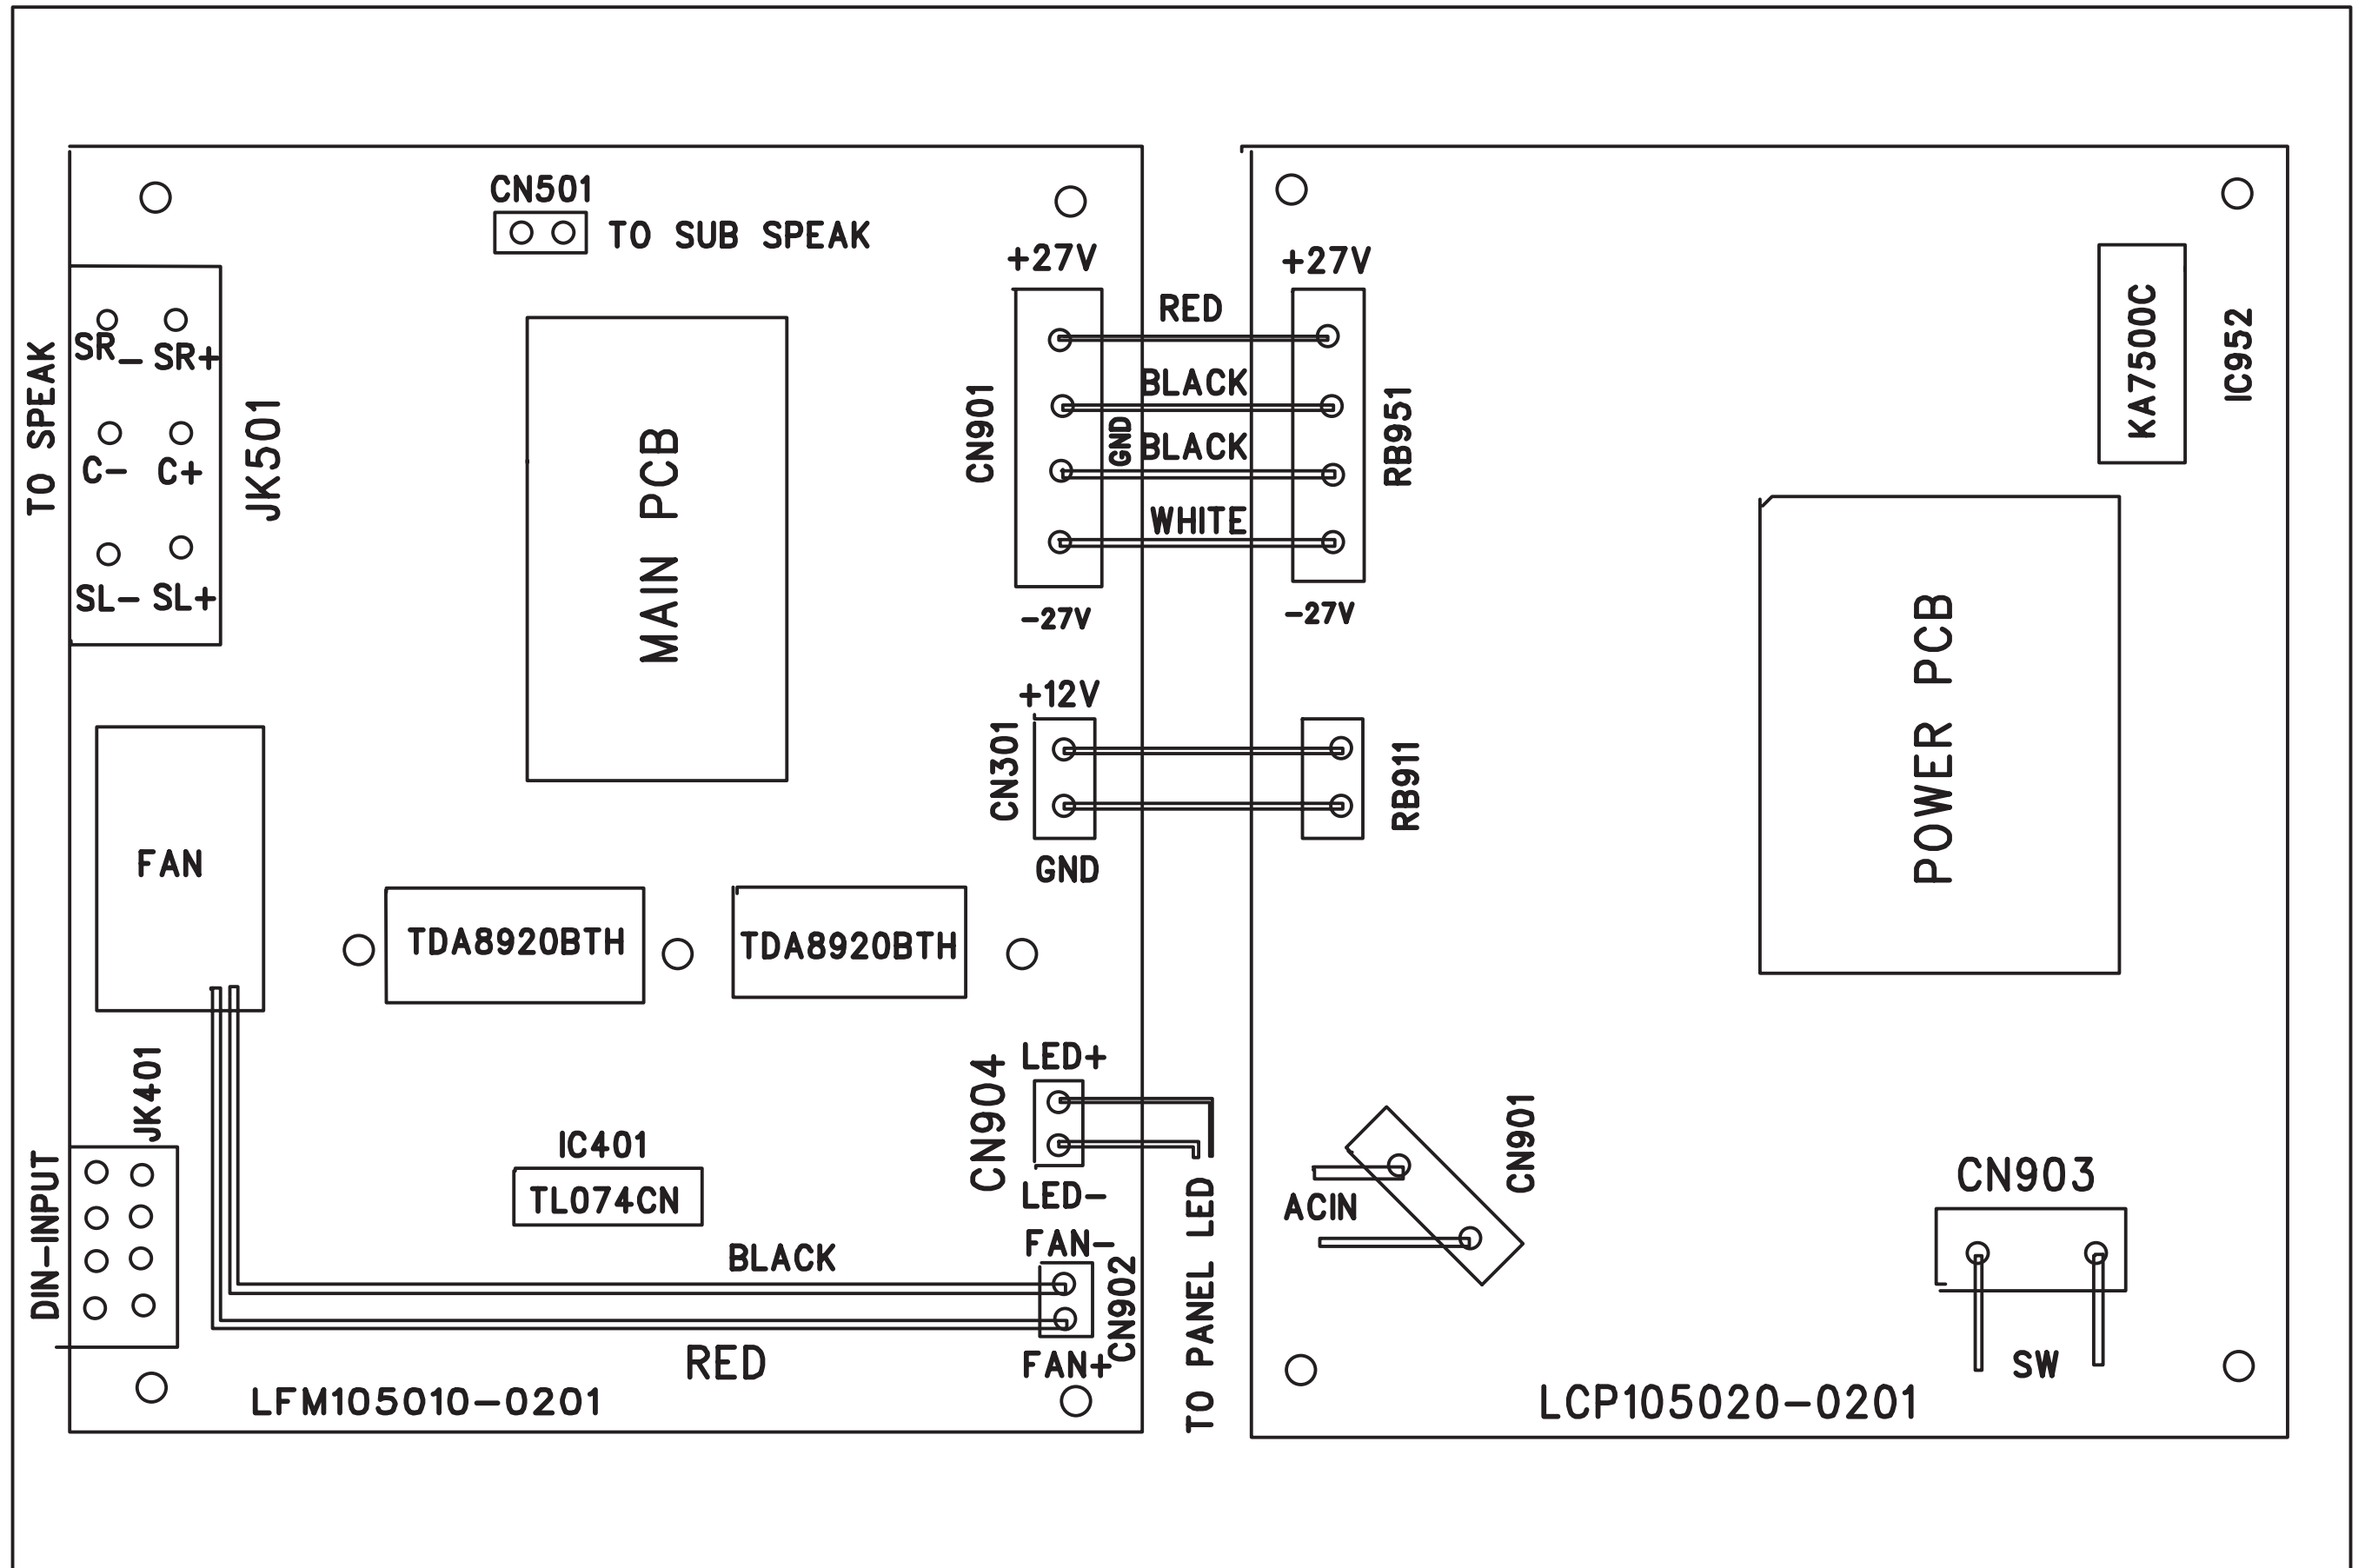 CN501
TO SUB SPEAK
TO SPEAK
SR_
SR+
C-
C+
SL-
SL+
JK501
MAIN PCB
+27V
CN901
GND
-27V
RED
BLACK
BLACK
WHITE
+27V
RB951
-27V
KA7500C
IC952
+12V
CN301
GND
RB911
POWER PCB
FAN
TDA8920BTH
TDA8920BTH
JK401
DIN-INPUT
IC401
TL074CN
CN904
LED+
LED-
FAN-
CN902
FAN+
BLACK
RED
LFM105010-0201
TO PANEL LED
ACIN
CN901
CN903
SW
LCP105020-0201